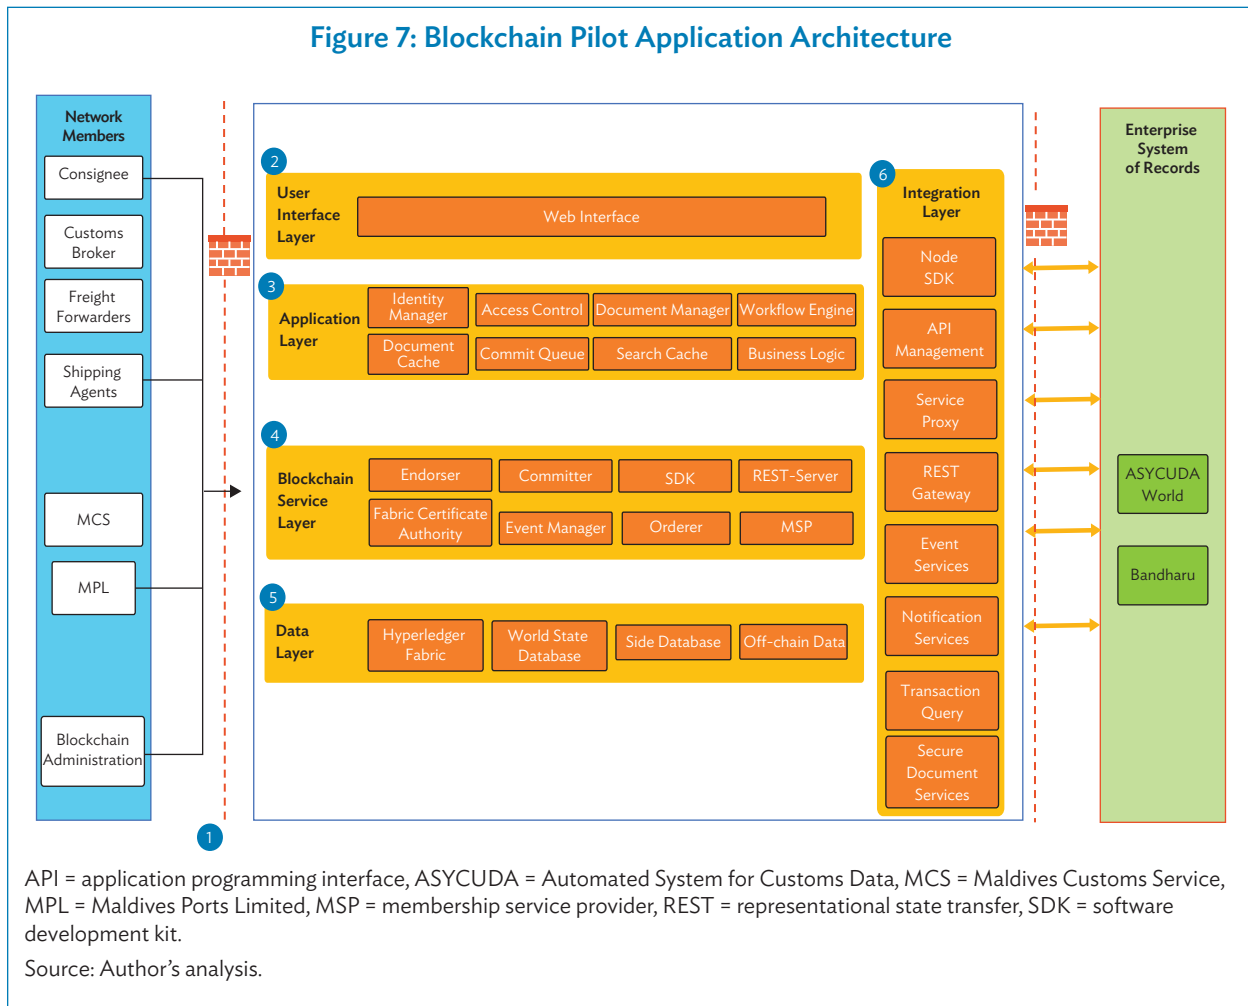 Figure 7: Blockchain Pilot Application Architecture
Network
Members
Consignee
Customs
Broker
Freight
Forwarders
Shipping
Agents
MCS
MPL
Blockchain
Administration
1
2
User
Interface
Layer
Web Interface
3
Application
Layer
Identity
Manager
Access Control
Document Manager
Workflow Engine
Document
Cache
Commit Queue
Search Cache
Business Logic
4
Blockchain
Service
Layer
Endorser
Committer
SDK
REST-Server
Fabric Certificate
Authority
Event Manager
Orderer
MSP
5
Data
Layer
Hyperledger
Fabric
World State
Database
Side Database
Off-chain Data
6
Integration
Layer
Node
SDK
API
Management
Service
Proxy
REST
Gateway
Event
Services
Notification
Services
Transaction
Query
Secure
Document
Services
Enterprise
System
of Records
ASYCUDA
World
Bandharu
API = application programming interface, ASYCUDA = Automated System for Customs Data, MCS = Maldives Customs Service,
MPL = Maldives Ports Limited, MSP = membership service provider, REST = representational state transfer, SDK = software
development kit.
Source: Author’s analysis.